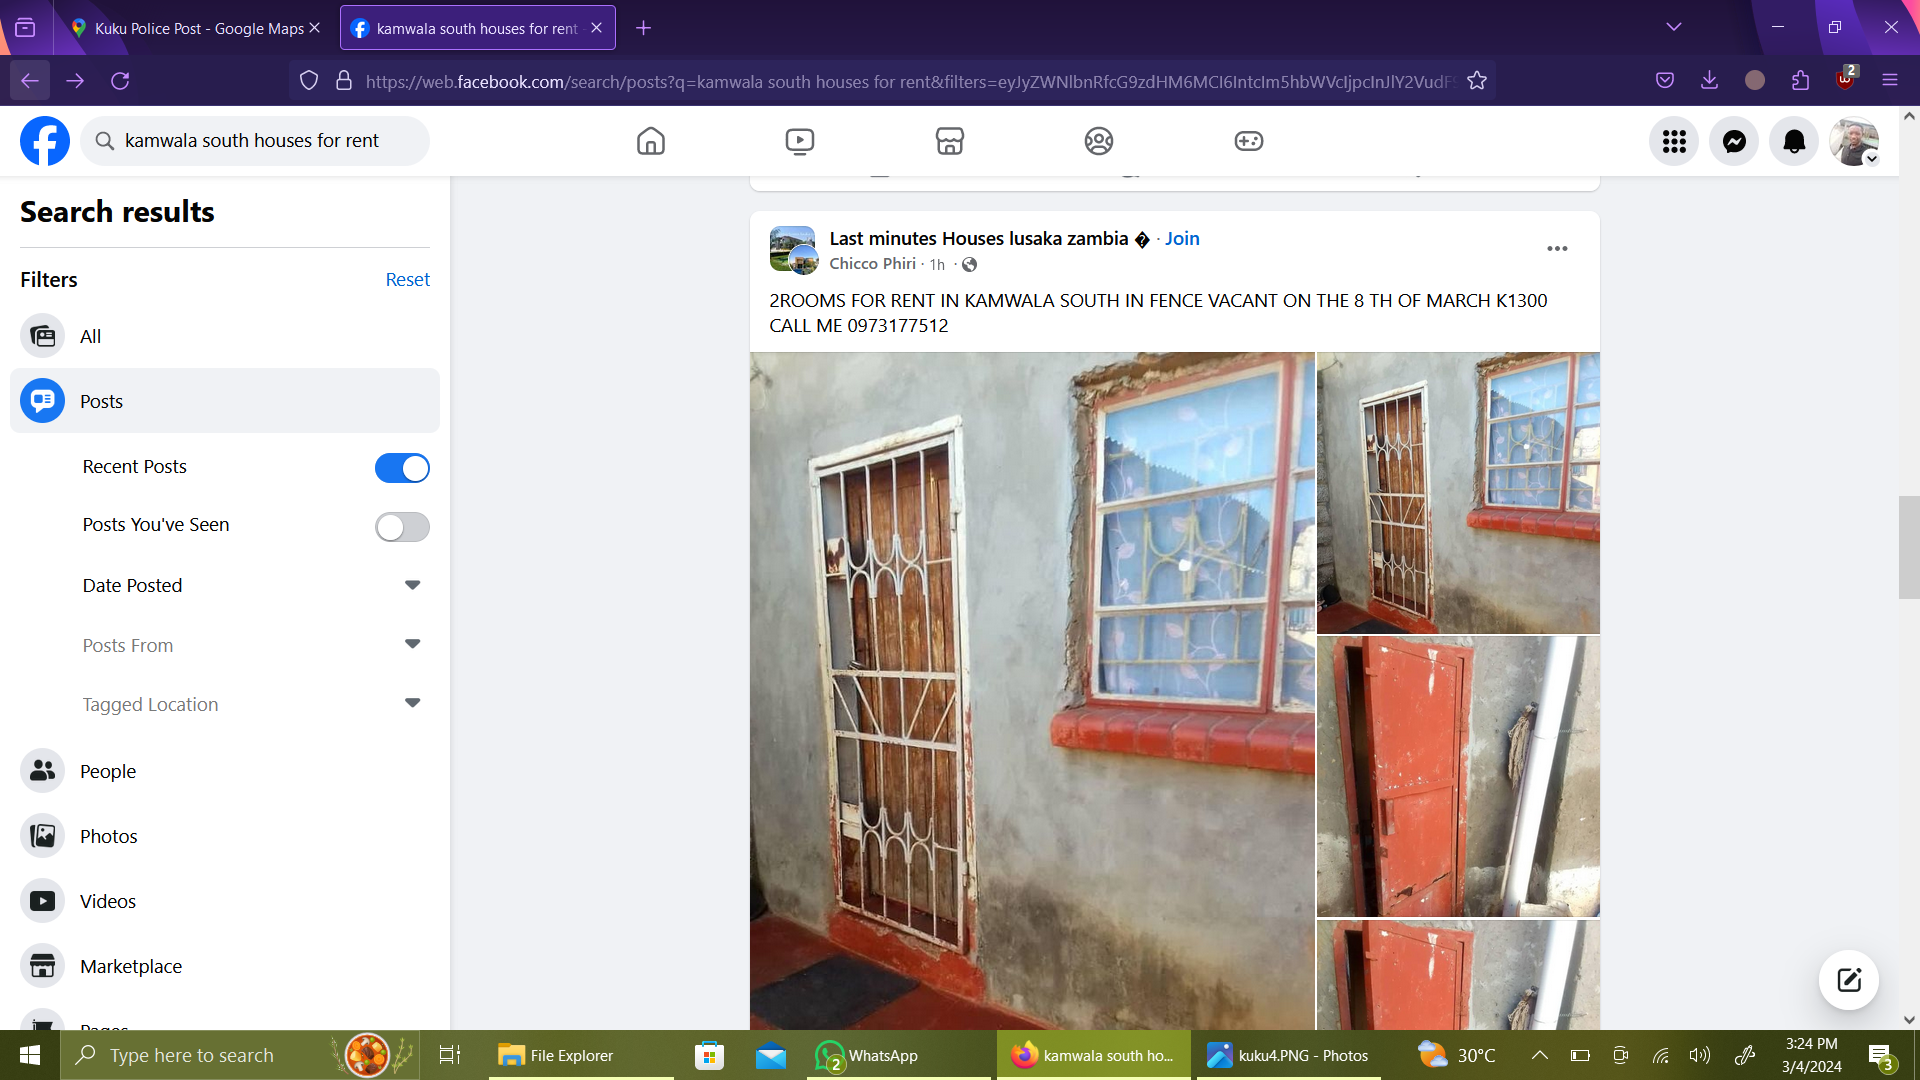 Kuku Police Post - Google Maps
kamwala south houses for rent
https://web.facebook.com/search/posts?q=kamwala south houses for rent&filters=
2
kamwala south houses for rent
Search results
Filters
Reset
All
Posts
Recent Posts
Posts You've Seen
Date Posted
Posts From
Tagged Location
People
Photos
Videos
Marketplace
Pages
Last minutes Houses lusaka zambia � · Join
Chicco Phiri · 1h ·
2ROOMS FOR RENT IN KAMWALA SOUTH IN FENCE VACANT ON THE 8 TH OF MARCH K1300
CALL ME 0973177512
Type here to search
File Explorer
2
WhatsApp
kamwala south ho...
kuku4.PNG - Photos
30°C
3:24 PM
3/4/2024
3